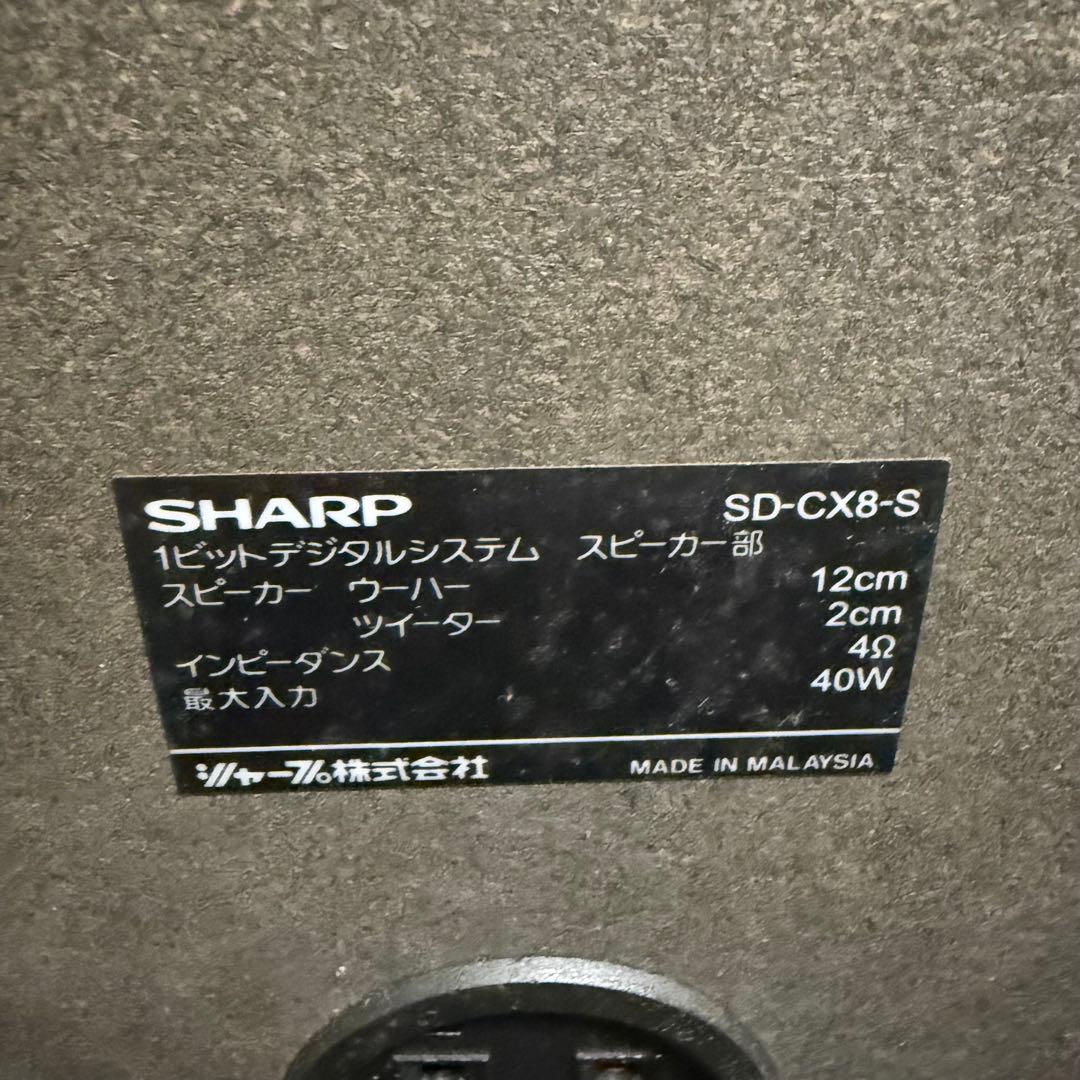 SHARP SD-CX8-S
1ビットデジタルシステム スピーカー部
スピーカー ウーハー 12cm
ツイーター 2cm
インピーダンス 4Ω
最大入力 40W
シャープ株式会社 MADE IN MALAYSIA